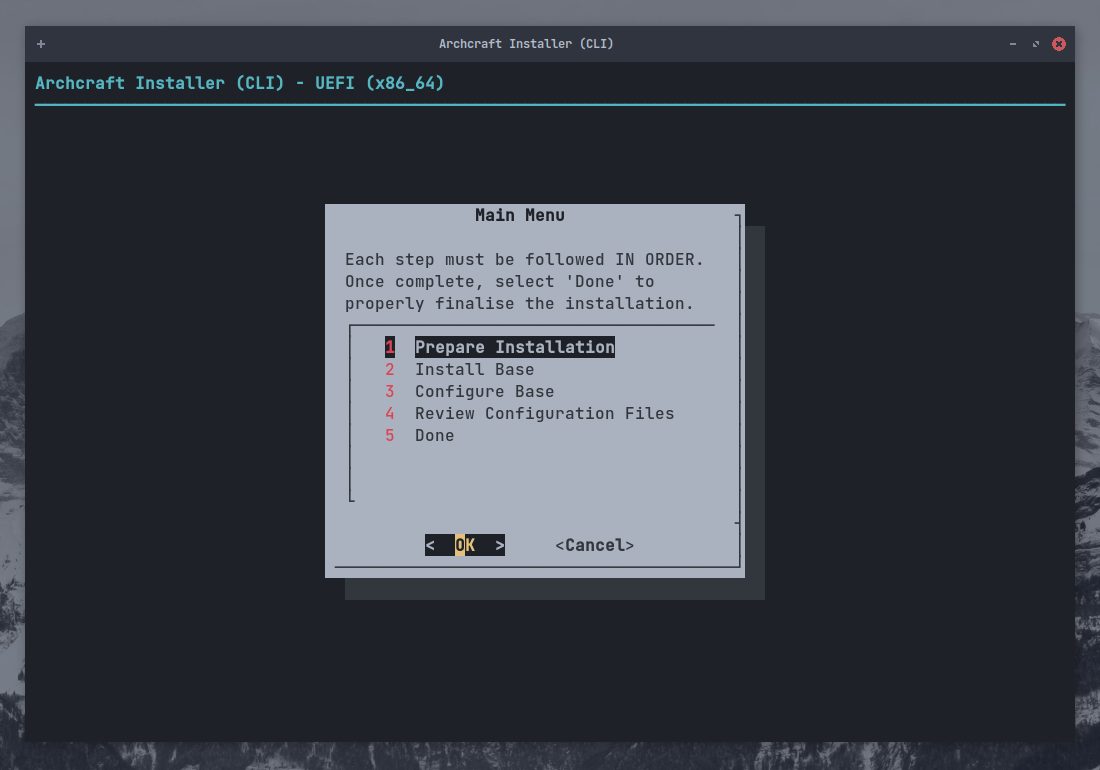 Archcraft Installer (CLI)
Archcraft Installer (CLI) - UEFI (x86_64)
Main Menu
Each step must be followed IN ORDER.
Once complete, select 'Done' to
properly finalise the installation.
1 Prepare Installation
2 Install Base
3 Configure Base
4 Review Configuration Files
5 Done
< OK > <Cancel>